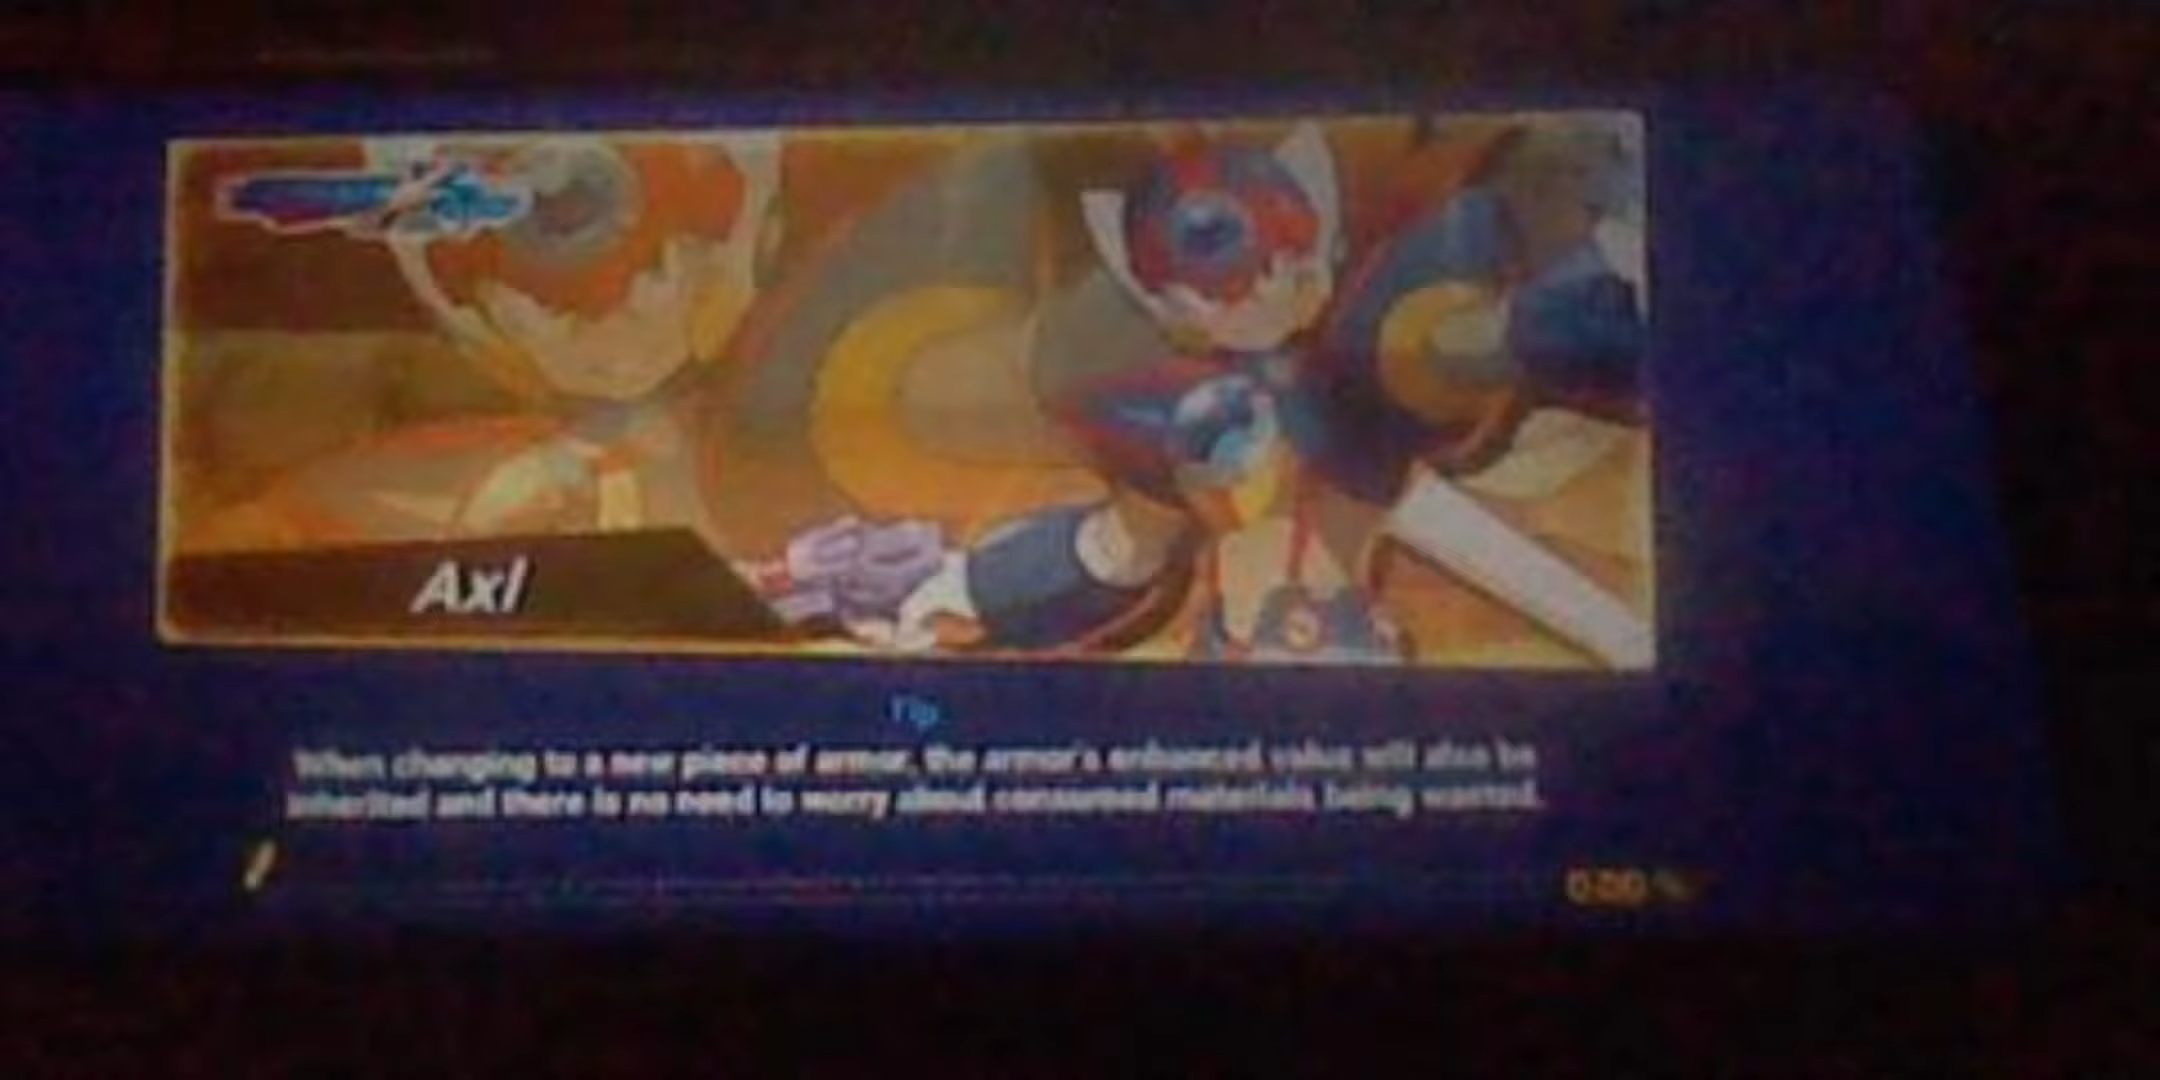 Axl
Tip
When changing to a new piece of armor, the armor's enhanced value will also be
inherited and there is no need to worry about consumed materials being wasted.
0.00 %